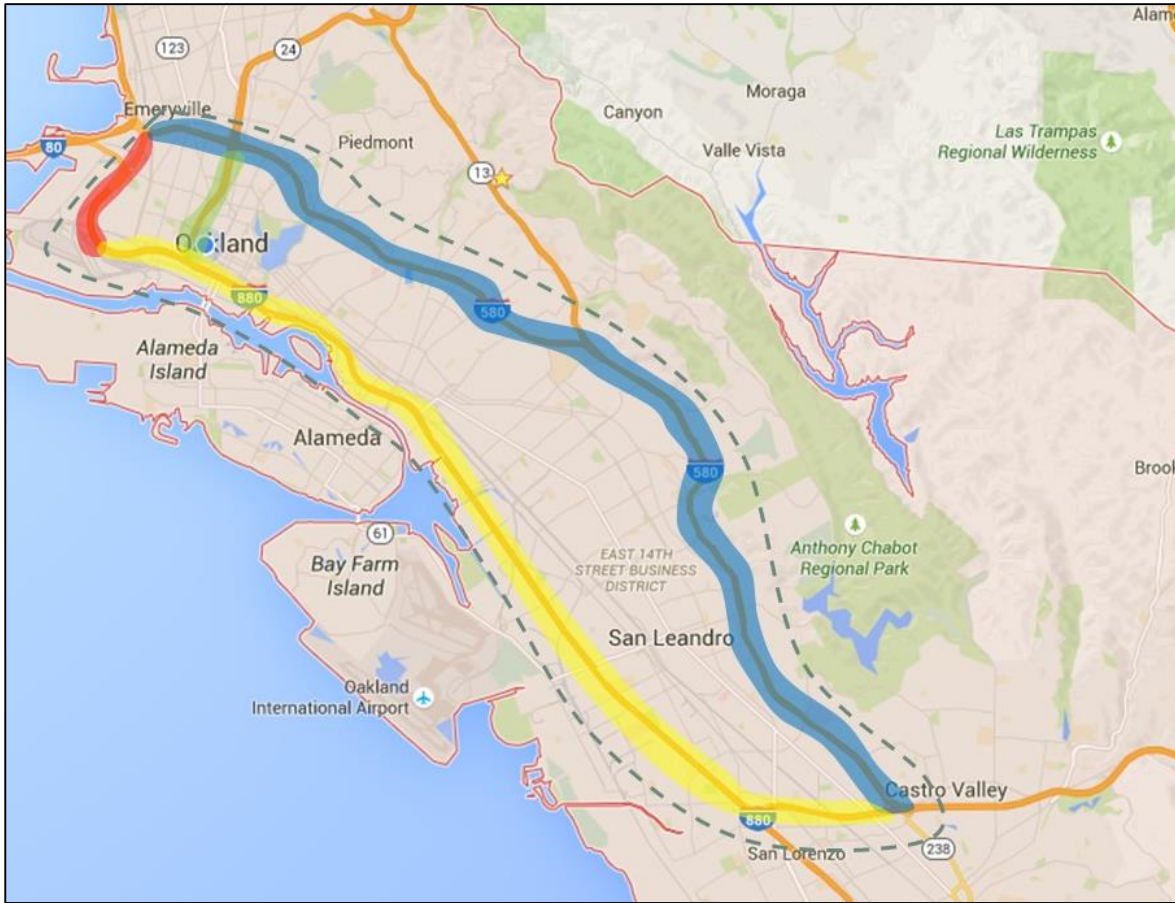 Alam
123
24
Emeryville
Moraga
Canyon
Piedmont
Las Trampas
Regional Wilderness
80
Valle Vista
13
Oakland
880
580
Alameda
Island
Alameda
580
Brook
61
EAST 14TH
STREET BUSINESS
DISTRICT
Anthony Chabot
Regional Park
Bay Farm
Island
San Leandro
Oakland
International Airport
Castro Valley
880
San Lorenzo
238